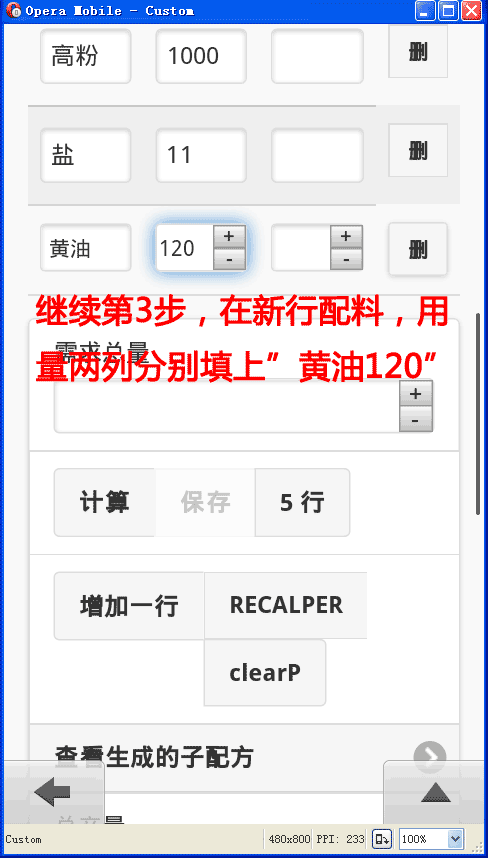 Opera Mobile - Custom
高粉 1000 删
盐 11 删
黄油 120 + - + - 删
继续第3步，在新行配料，用
需求总量
量两列分别填上”黄油120”
+
-
计算 保存 5 行
增加一行 RECALPER
clearP
查看生成的子配方
总产量
Custom 480x800 PPI: 233 100%